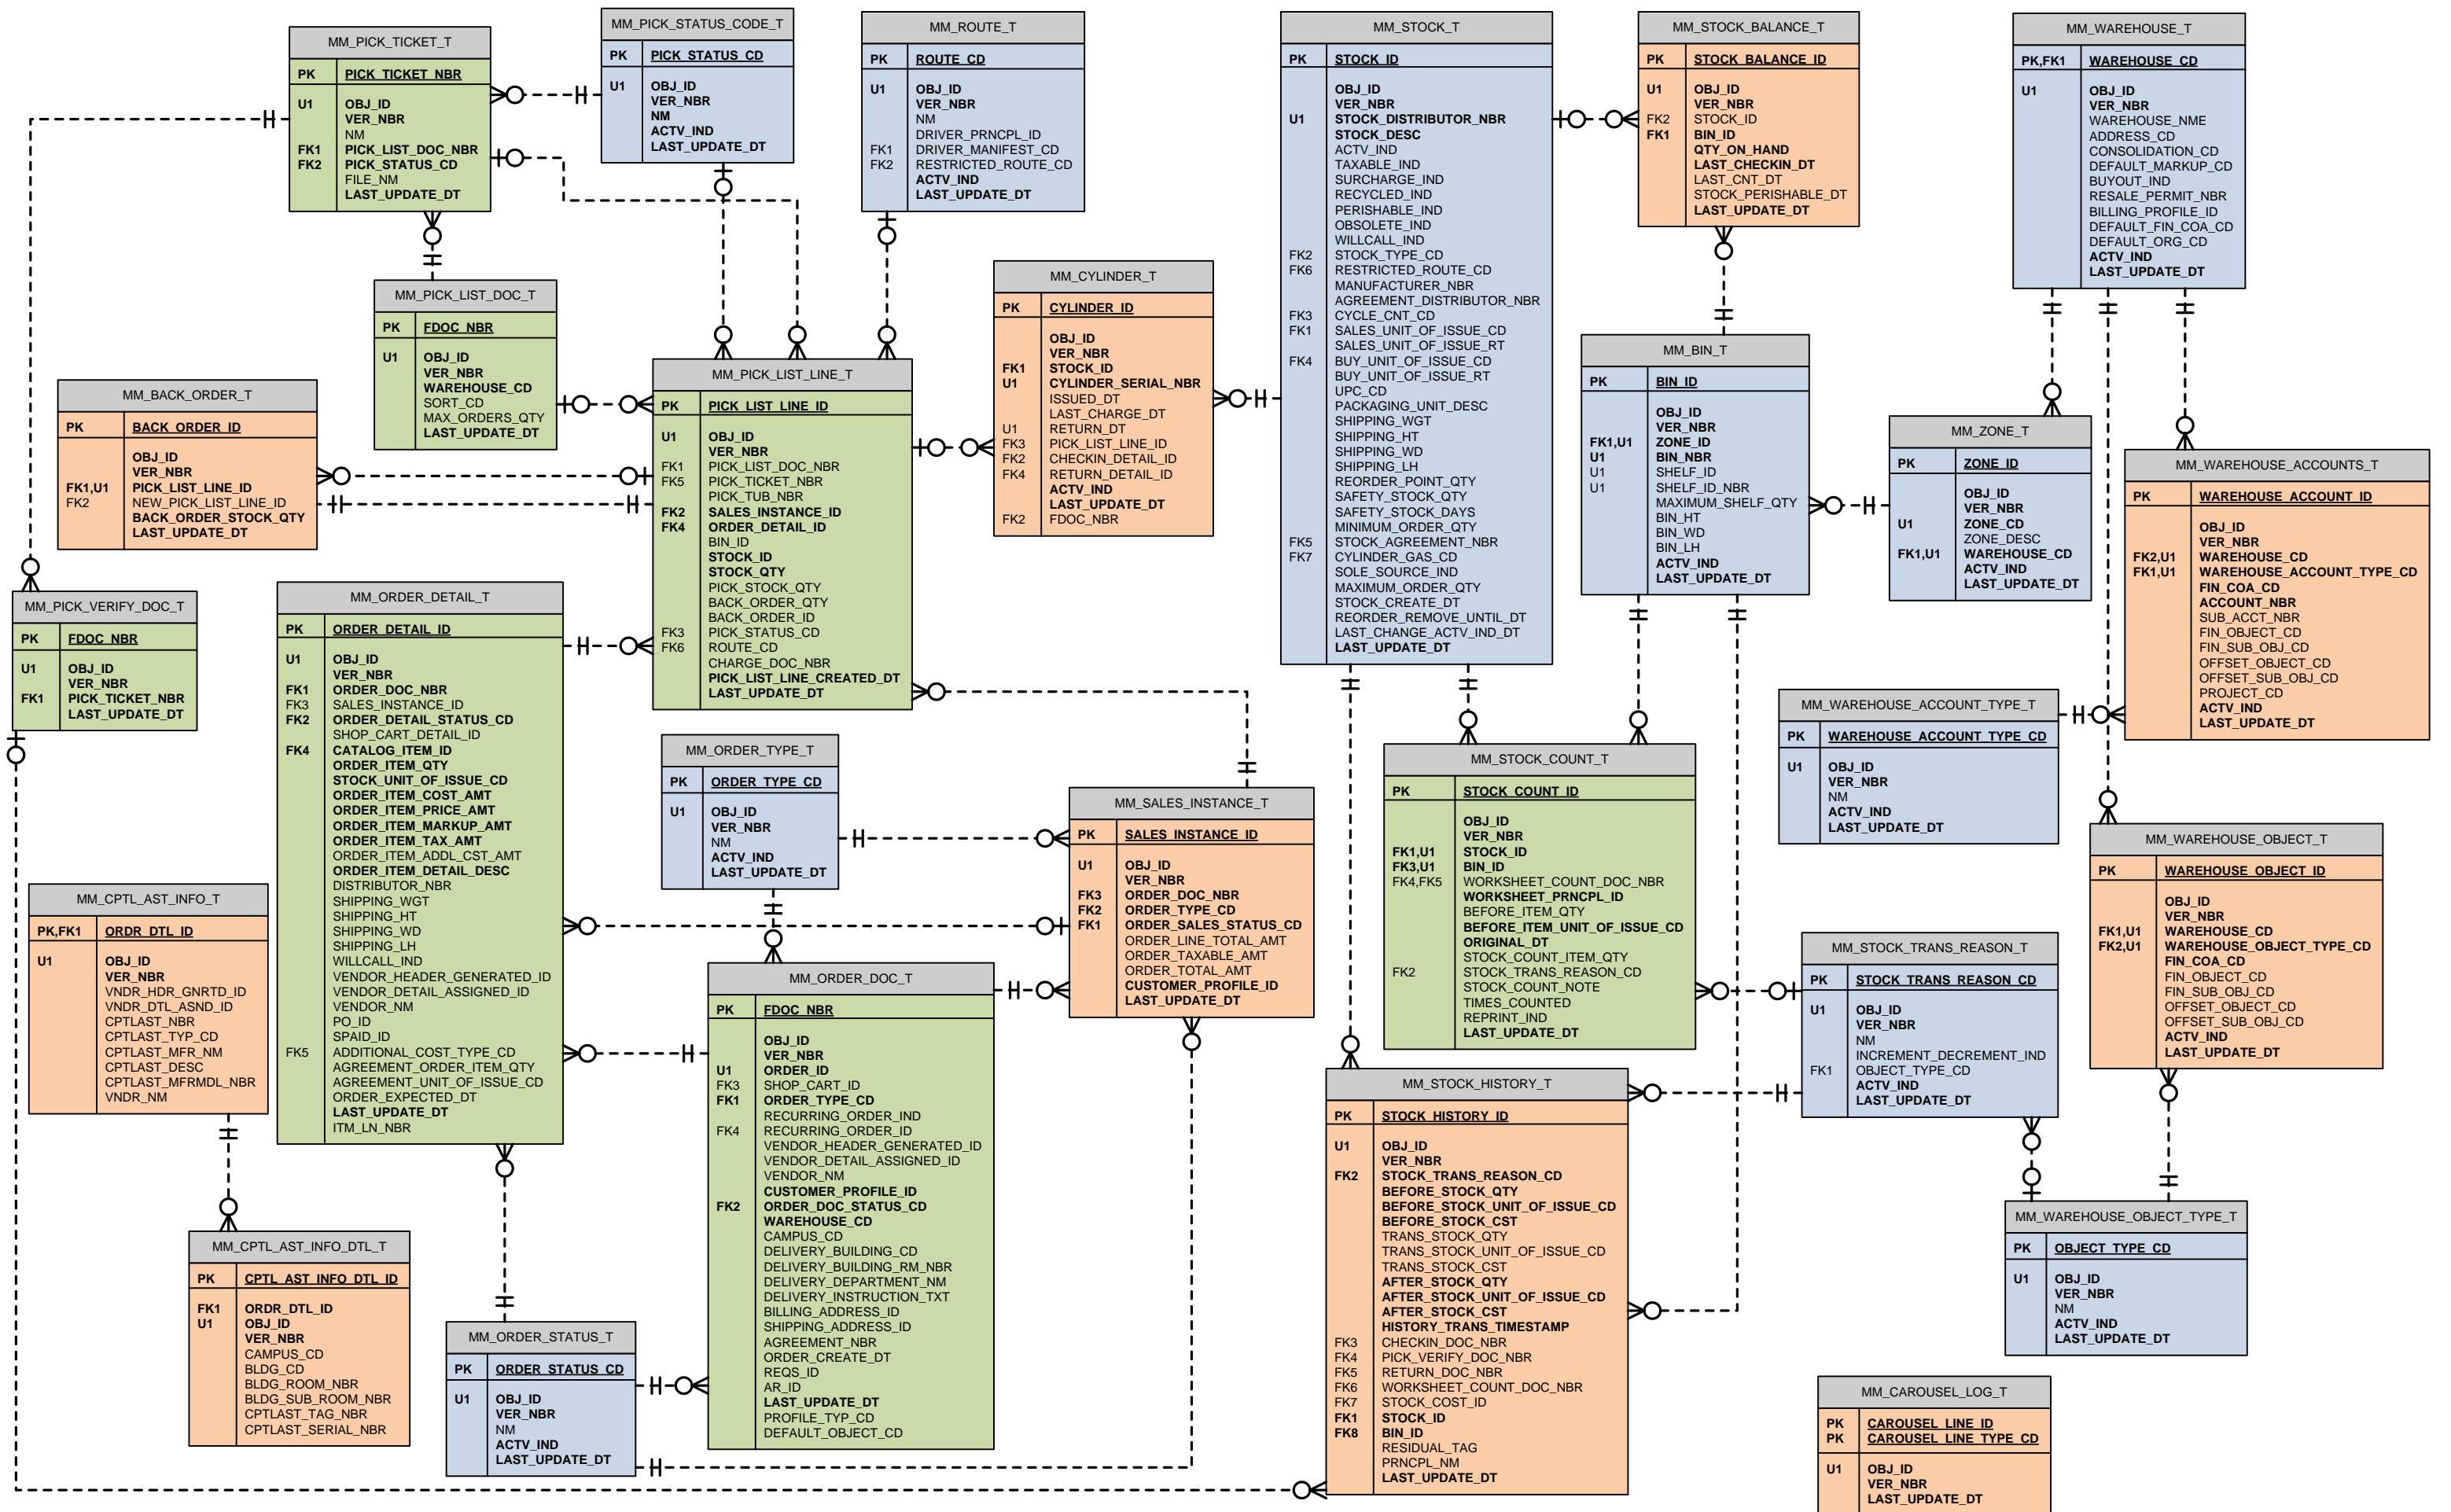 MM_PICK_TICKET_T
PK PICK_TICKET_NBR
U1 OBJ_ID
VER_NBR
NM
FK1 PICK_LIST_DOC_NBR
FK2 PICK_STATUS_CD
FILE_NM
LAST_UPDATE_DT
MM_PICK_STATUS_CODE_T
PK PICK_STATUS_CD
U1 OBJ_ID
VER_NBR
NM
ACTV_IND
LAST_UPDATE_DT
MM_ROUTE_T
PK ROUTE_CD
U1 OBJ_ID
VER_NBR
NM
DRIVER_PRNCPL_ID
FK1 DRIVER_MANIFEST_CD
FK2 RESTRICTED_ROUTE_CD
ACTV_IND
LAST_UPDATE_DT
MM_STOCK_T
PK STOCK_ID
OBJ_ID
VER_NBR
U1 STOCK_DISTRIBUTOR_NBR
STOCK_DESC
ACTV_IND
TAXABLE_IND
SURCHARGE_IND
RECYCLED_IND
PERISHABLE_IND
OBSOLETE_IND
WILLCALL_IND
FK2 STOCK_TYPE_CD
FK6 RESTRICTED_ROUTE_CD
MANUFACTURER_NBR
AGREEMENT_DISTRIBUTOR_NBR
FK3 CYCLE_CNT_CD
FK1 SALES_UNIT_OF_ISSUE_CD
SALES_UNIT_OF_ISSUE_RT
FK4 BUY_UNIT_OF_ISSUE_CD
BUY_UNIT_OF_ISSUE_RT
UPC_CD
PACKAGING_UNIT_DESC
SHIPPING_WGT
SHIPPING_HT
SHIPPING_WD
SHIPPING_LH
REORDER_POINT_QTY
SAFETY_STOCK_QTY
SAFETY_STOCK_DAYS
MINIMUM_ORDER_QTY
FK5 STOCK_AGREEMENT_NBR
FK7 CYLINDER_GAS_CD
SOLE_SOURCE_IND
MAXIMUM_ORDER_QTY
STOCK_CREATE_DT
REORDER_REMOVE_UNTIL_DT
LAST_CHANGE_ACTV_IND_DT
LAST_UPDATE_DT
MM_STOCK_BALANCE_T
PK STOCK_BALANCE_ID
U1 OBJ_ID
VER_NBR
FK2 STOCK_ID
FK1 BIN_ID
QTY_ON_HAND
LAST_CHECKIN_DT
LAST_CNT_DT
STOCK_PERISHABLE_DT
LAST_UPDATE_DT
MM_WAREHOUSE_T
PK,FK1 WAREHOUSE_CD
U1 OBJ_ID
VER_NBR
WAREHOUSE_NME
ADDRESS_CD
CONSOLIDATION_CD
DEFAULT_MARKUP_CD
BUYOUT_IND
RESALE_PERMIT_NBR
BILLING_PROFILE_ID
DEFAULT_FIN_COA_CD
DEFAULT_ORG_CD
ACTV_IND
LAST_UPDATE_DT
MM_PICK_LIST_DOC_T
PK FDOC_NBR
U1 OBJ_ID
VER_NBR
WAREHOUSE_CD
SORT_CD
MAX_ORDERS_QTY
LAST_UPDATE_DT
MM_CYLINDER_T
PK CYLINDER_ID
OBJ_ID
VER_NBR
FK1 STOCK_ID
U1 CYLINDER_SERIAL_NBR
ISSUED_DT
LAST_CHARGE_DT
U1 RETURN_DT
FK3 PICK_LIST_LINE_ID
FK2 CHECKIN_DETAIL_ID
FK4 RETURN_DETAIL_ID
ACTV_IND
LAST_UPDATE_DT
FK2 FDOC_NBR
MM_BACK_ORDER_T
PK BACK_ORDER_ID
OBJ_ID
VER_NBR
FK1,U1 PICK_LIST_LINE_ID
FK2 NEW_PICK_LIST_LINE_ID
BACK_ORDER_STOCK_QTY
LAST_UPDATE_DT
MM_PICK_LIST_LINE_T
PK PICK_LIST_LINE_ID
U1 OBJ_ID
VER_NBR
FK1 PICK_LIST_DOC_NBR
FK5 PICK_TICKET_NBR
PICK_TUB_NBR
FK2 SALES_INSTANCE_ID
FK4 ORDER_DETAIL_ID
BIN_ID
STOCK_ID
STOCK_QTY
PICK_STOCK_QTY
BACK_ORDER_QTY
BACK_ORDER_ID
FK3 PICK_STATUS_CD
FK6 ROUTE_CD
CHARGE_DOC_NBR
PICK_LIST_LINE_CREATED_DT
LAST_UPDATE_DT
MM_BIN_T
PK BIN_ID
OBJ_ID
VER_NBR
FK1,U1 ZONE_ID
U1 BIN_NBR
U1 SHELF_ID
U1 SHELF_ID_NBR
MAXIMUM_SHELF_QTY
BIN_HT
BIN_WD
BIN_LH
ACTV_IND
LAST_UPDATE_DT
MM_ZONE_T
PK ZONE_ID
OBJ_ID
VER_NBR
U1 ZONE_CD
ZONE_DESC
FK1,U1 WAREHOUSE_CD
ACTV_IND
LAST_UPDATE_DT
MM_WAREHOUSE_ACCOUNTS_T
PK WAREHOUSE_ACCOUNT_ID
OBJ_ID
VER_NBR
FK2,U1 WAREHOUSE_CD
FK1,U1 WAREHOUSE_ACCOUNT_TYPE_CD
FIN_COA_CD
ACCOUNT_NBR
SUB_ACCT_NBR
FIN_OBJECT_CD
FIN_SUB_OBJ_CD
OFFSET_OBJECT_CD
OFFSET_SUB_OBJ_CD
PROJECT_CD
ACTV_IND
LAST_UPDATE_DT
MM_PICK_VERIFY_DOC_T
PK FDOC_NBR
U1 OBJ_ID
VER_NBR
FK1 PICK_TICKET_NBR
LAST_UPDATE_DT
MM_ORDER_DETAIL_T
PK ORDER_DETAIL_ID
U1 OBJ_ID
VER_NBR
FK1 ORDER_DOC_NBR
FK3 SALES_INSTANCE_ID
FK2 ORDER_DETAIL_STATUS_CD
SHOP_CART_DETAIL_ID
FK4 CATALOG_ITEM_ID
ORDER_ITEM_QTY
STOCK_UNIT_OF_ISSUE_CD
ORDER_ITEM_COST_AMT
ORDER_ITEM_PRICE_AMT
ORDER_ITEM_MARKUP_AMT
ORDER_ITEM_TAX_AMT
ORDER_ITEM_ADDL_CST_AMT
ORDER_ITEM_DETAIL_DESC
DISTRIBUTOR_NBR
SHIPPING_WGT
SHIPPING_HT
SHIPPING_WD
SHIPPING_LH
WILLCALL_IND
VENDOR_HEADER_GENERATED_ID
VENDOR_DETAIL_ASSIGNED_ID
VENDOR_NM
PO_ID
SPAID_ID
FK5 ADDITIONAL_COST_TYPE_CD
AGREEMENT_ORDER_ITEM_QTY
AGREEMENT_UNIT_OF_ISSUE_CD
ORDER_EXPECTED_DT
LAST_UPDATE_DT
ITM_LN_NBR
MM_WAREHOUSE_ACCOUNT_TYPE_T
PK WAREHOUSE_ACCOUNT_TYPE_CD
U1 OBJ_ID
VER_NBR
NM
ACTV_IND
LAST_UPDATE_DT
MM_ORDER_TYPE_T
PK ORDER_TYPE_CD
U1 OBJ_ID
VER_NBR
NM
ACTV_IND
LAST_UPDATE_DT
MM_STOCK_COUNT_T
PK STOCK_COUNT_ID
OBJ_ID
VER_NBR
FK1,U1 STOCK_ID
FK3,U1 BIN_ID
FK4,FK5 WORKSHEET_COUNT_DOC_NBR
WORKSHEET_PRNCPL_ID
BEFORE_ITEM_QTY
BEFORE_ITEM_UNIT_OF_ISSUE_CD
ORIGINAL_DT
STOCK_COUNT_ITEM_QTY
FK2 STOCK_TRANS_REASON_CD
STOCK_COUNT_NOTE
TIMES_COUNTED
REPRINT_IND
LAST_UPDATE_DT
MM_SALES_INSTANCE_T
PK SALES_INSTANCE_ID
U1 OBJ_ID
VER_NBR
FK3 ORDER_DOC_NBR
FK2 ORDER_TYPE_CD
FK1 ORDER_SALES_STATUS_CD
ORDER_LINE_TOTAL_AMT
ORDER_TAXABLE_AMT
ORDER_TOTAL_AMT
CUSTOMER_PROFILE_ID
LAST_UPDATE_DT
MM_WAREHOUSE_OBJECT_T
PK WAREHOUSE_OBJECT_ID
OBJ_ID
VER_NBR
FK1,U1 WAREHOUSE_CD
FK2,U1 WAREHOUSE_OBJECT_TYPE_CD
FIN_COA_CD
FIN_OBJECT_CD
FIN_SUB_OBJ_CD
OFFSET_OBJECT_CD
OFFSET_SUB_OBJ_CD
ACTV_IND
LAST_UPDATE_DT
MM_CPTL_AST_INFO_T
PK,FK1 ORDR_DTL_ID
U1 OBJ_ID
VER_NBR
VNDR_HDR_GNRTD_ID
VNDR_DTL_ASND_ID
CPTLAST_NBR
CPTLAST_TYP_CD
CPTLAST_MFR_NM
CPTLAST_DESC
CPTLAST_MFRMDL_NBR
VNDR_NM
MM_STOCK_TRANS_REASON_T
PK STOCK_TRANS_REASON_CD
U1 OBJ_ID
VER_NBR
NM
INCREMENT_DECREMENT_IND
FK1 OBJECT_TYPE_CD
ACTV_IND
LAST_UPDATE_DT
MM_ORDER_DOC_T
PK FDOC_NBR
OBJ_ID
VER_NBR
U1 ORDER_ID
FK3 SHOP_CART_ID
FK1 ORDER_TYPE_CD
RECURRING_ORDER_IND
FK4 RECURRING_ORDER_ID
VENDOR_HEADER_GENERATED_ID
VENDOR_DETAIL_ASSIGNED_ID
VENDOR_NM
CUSTOMER_PROFILE_ID
FK2 ORDER_DOC_STATUS_CD
WAREHOUSE_CD
CAMPUS_CD
DELIVERY_BUILDING_CD
DELIVERY_BUILDING_RM_NBR
DELIVERY_DEPARTMENT_NM
DELIVERY_INSTRUCTION_TXT
BILLING_ADDRESS_ID
SHIPPING_ADDRESS_ID
AGREEMENT_NBR
ORDER_CREATE_DT
REQS_ID
AR_ID
LAST_UPDATE_DT
PROFILE_TYP_CD
DEFAULT_OBJECT_CD
MM_STOCK_HISTORY_T
PK STOCK_HISTORY_ID
U1 OBJ_ID
VER_NBR
FK2 STOCK_TRANS_REASON_CD
BEFORE_STOCK_QTY
BEFORE_STOCK_UNIT_OF_ISSUE_CD
BEFORE_STOCK_CST
TRANS_STOCK_QTY
TRANS_STOCK_UNIT_OF_ISSUE_CD
TRANS_STOCK_CST
AFTER_STOCK_QTY
AFTER_STOCK_UNIT_OF_ISSUE_CD
AFTER_STOCK_CST
HISTORY_TRANS_TIMESTAMP
FK3 CHECKIN_DOC_NBR
FK4 PICK_VERIFY_DOC_NBR
FK5 RETURN_DOC_NBR
FK6 WORKSHEET_COUNT_DOC_NBR
FK7 STOCK_COST_ID
FK1 STOCK_ID
FK8 BIN_ID
RESIDUAL_TAG
PRNCPL_NM
LAST_UPDATE_DT
MM_WAREHOUSE_OBJECT_TYPE_T
PK OBJECT_TYPE_CD
U1 OBJ_ID
VER_NBR
NM
ACTV_IND
LAST_UPDATE_DT
MM_CPTL_AST_INFO_DTL_T
PK CPTL_AST_INFO_DTL_ID
FK1 ORDR_DTL_ID
U1 OBJ_ID
VER_NBR
CAMPUS_CD
BLDG_CD
BLDG_ROOM_NBR
BLDG_SUB_ROOM_NBR
CPTLAST_TAG_NBR
CPTLAST_SERIAL_NBR
MM_ORDER_STATUS_T
PK ORDER_STATUS_CD
U1 OBJ_ID
VER_NBR
NM
ACTV_IND
LAST_UPDATE_DT
MM_CAROUSEL_LOG_T
PK CAROUSEL_LINE_ID
PK CAROUSEL_LINE_TYPE_CD
U1 OBJ_ID
VER_NBR
LAST_UPDATE_DT